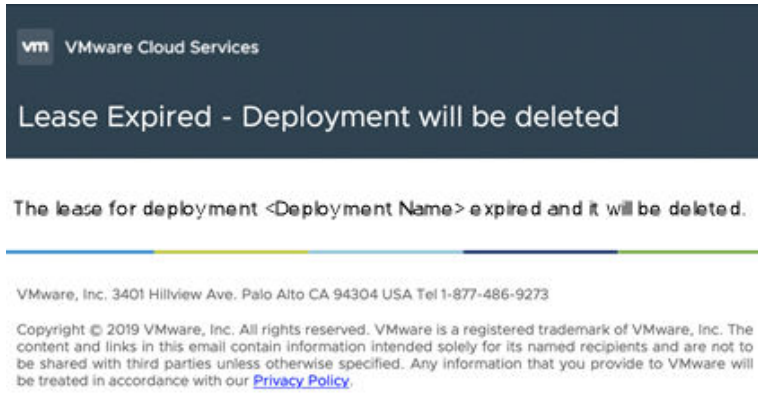 vm VMware Cloud Services
Lease Expired - Deployment will be deleted
The lease for deployment <Deployment Name> expired and it will be deleted.
VMware, Inc. 3401 Hillview Ave. Palo Alto CA 94304 USA Tel 1-877-486-9273
Copyright © 2019 VMware, Inc. All rights reserved. VMware is a registered trademark of VMware, Inc. The
content and links in this email contain information intended solely for its named recipients and are not to
be shared with third parties unless otherwise specified. Any information that you provide to VMware will
be treated in accordance with our Privacy Policy.